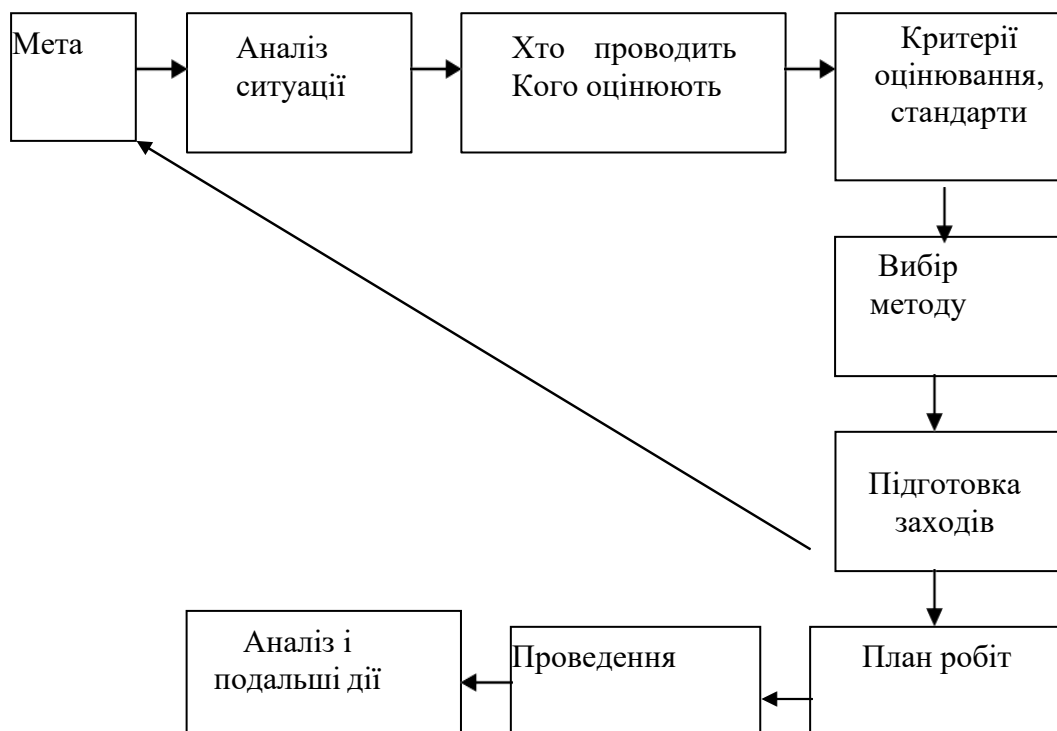 Мета
Аналіз
ситуації
Хто проводить
Кого оцінюють
Критерії
оцінювання,
стандарти
Вибір
методу
Підготовка
заходів
План робіт
Проведення
Аналіз і
подальші дії